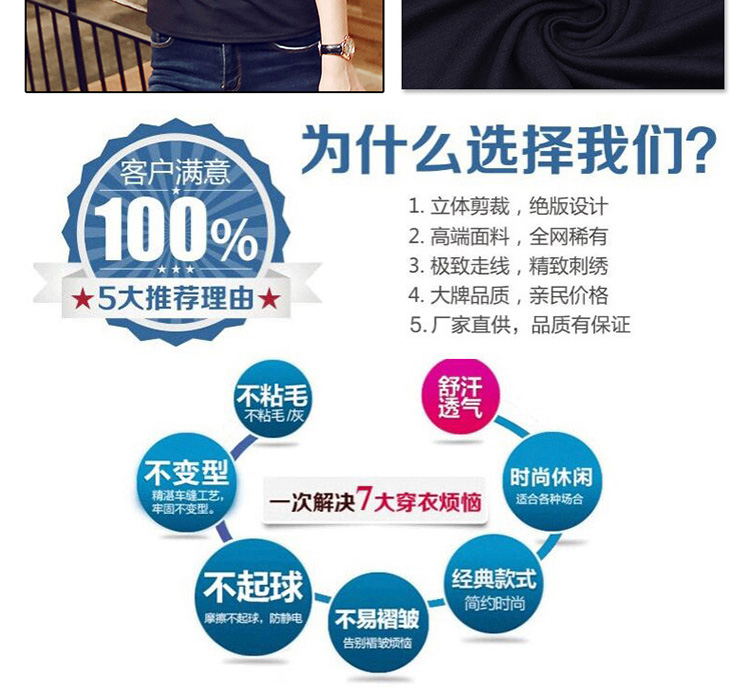 客户满意
100%
5大推荐理由
为什么选择我们?
1. 立体剪裁，绝版设计
2. 高端面料，全网稀有
3. 极致走线，精致刺绣
4. 大牌品质，亲民价格
5. 厂家直供，品质有保证
不粘毛
不粘毛/灰
舒汗
透气
不变型
精湛车缝工艺，
牢固不变型。
一次解决7大穿衣烦恼
时尚休闲
适合各种场合
不起球
摩擦不起球，防静电
不易褶皱
告别褶皱烦恼
经典款式
简约时尚